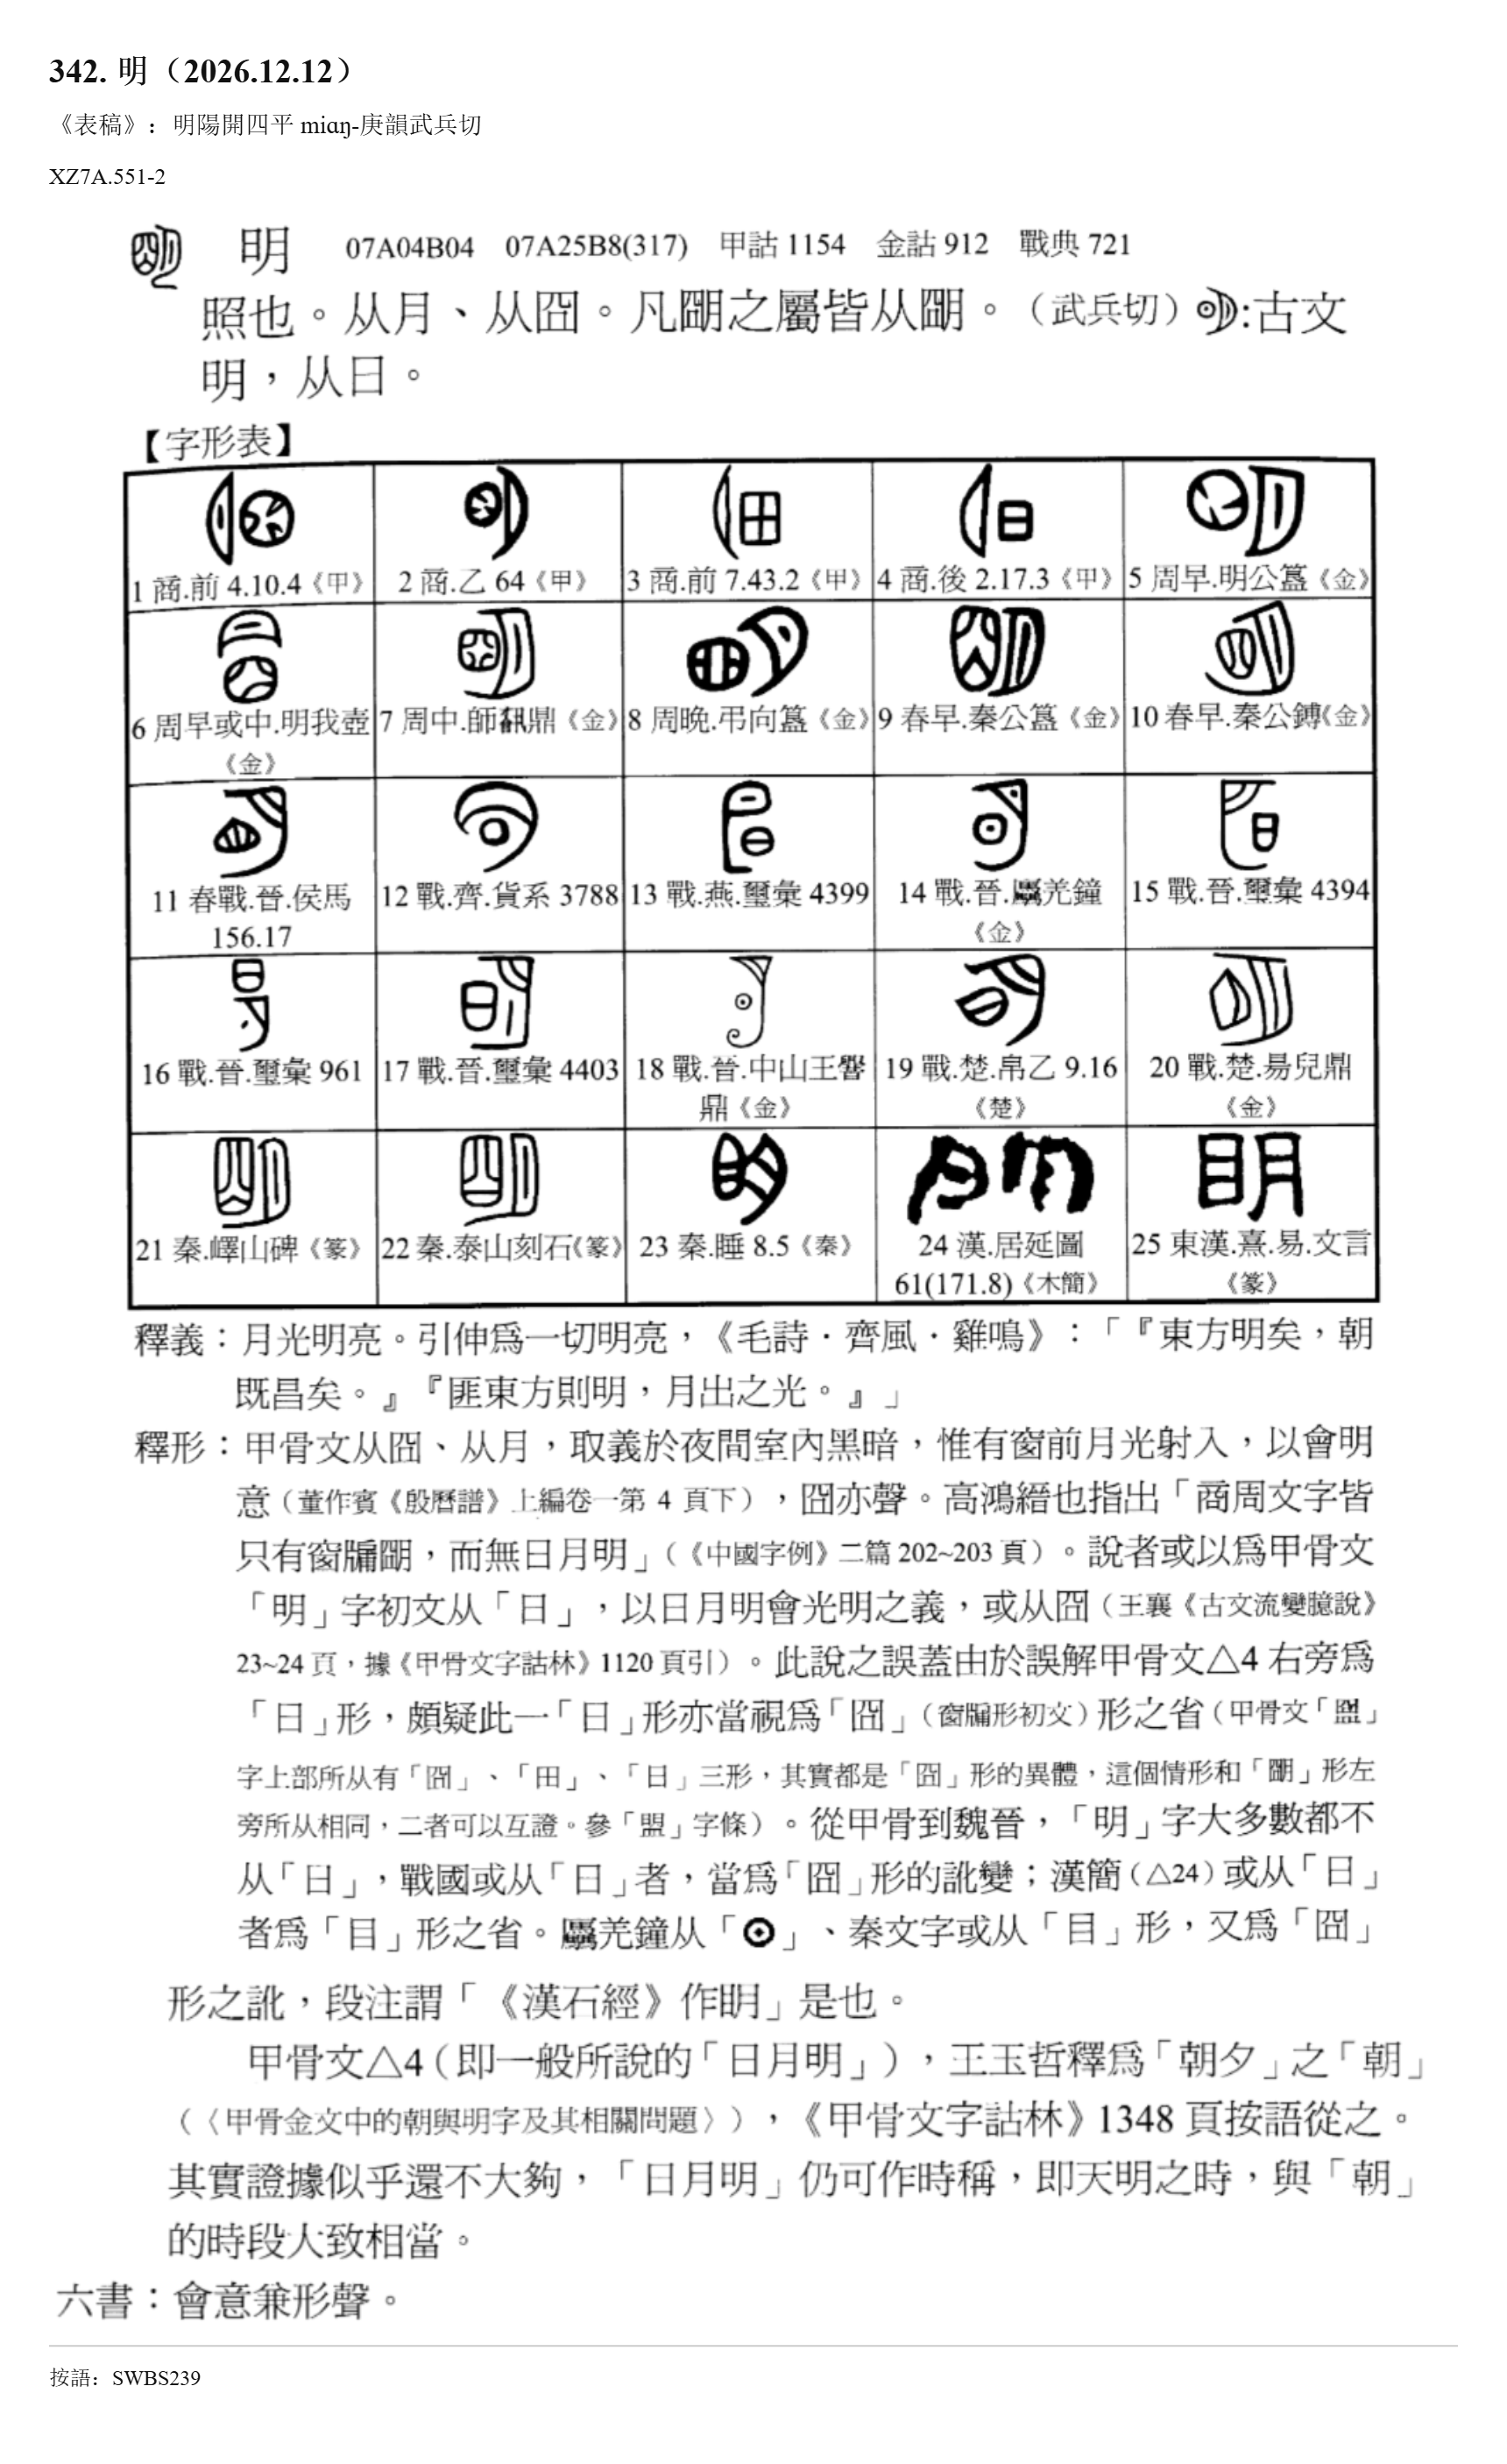 342. 明（2026.12.12）
《表稿》：明陽開四平 miɑŋ-庚韻武兵切
XZ7A.551-2
明 07A04B04 07A25B8(317) 甲詁 1154 金詁 912 戰典 721
照也。从月、从囧。凡朙之屬皆从朙。（武兵切）:古文
明，从日。
【字形表】
1 商.前 4.10.4《甲》 2 商.乙 64《甲》 3 商.前 7.43.2《甲》 4 商.後 2.17.3《甲》 5 周早.明公簋《金》
6 周早或中.明我壺《金》 7 周中.師𩛥鼎《金》 8 周晚.弔向簋《金》 9 春早.秦公簋《金》 10 春早.秦公鎛《金》
11 春戰.晉.侯馬 156.17 12 戰.齊.貨系 3788 13 戰.燕.璽彙 4399 14 戰.晉.羌鐘《金》 15 戰.晉.璽彙 4394
16 戰.晉.璽彙 961 17 戰.晉.璽彙 4403 18 戰.晉.中山王鼎《金》 19 戰.楚.帛乙 9.16《楚》 20 戰.楚.昜兒鼎《金》
21 秦.嶧山碑《篆》 22 秦.泰山刻石《篆》 23 秦.睡 8.5《秦》 24 漢.居延圖 61(171.8)《木簡》 25 東漢.熹.易.文言《篆》
釋義：月光明亮。引伸爲一切明亮，《毛詩．齊風．雞鳴》：「『東方明矣，朝
既昌矣。』『匪東方則明，月出之光。』」
釋形：甲骨文从囧、从月，取義於夜間室內黑暗，惟有窗前月光射入，以會明
意（董作賓《殷曆譜》上編卷一第 4 頁下），囧亦聲。高鴻縉也指出「商周文字皆
只有窗牖朙，而無日月明」（《中國字例》二篇 202~203 頁）。說者或以爲甲骨文
「明」字初文从「日」，以日月明會光明之義，或从囧（王襄《古文流變臆說》
23~24 頁，據《甲骨文字詁林》1120 頁引）。此說之誤蓋由於誤解甲骨文△4 右旁爲
「日」形，頗疑此一「日」形亦當視爲「囧」（窗牖形初文）形之省（甲骨文「盟」
字上部所从有「囧」、「田」、「日」三形，其實都是「囧」形的異體，這個情形和「朙」形左
旁所从相同，二者可以互證。參「盟」字條）。從甲骨到魏晉，「明」字大多數都不
从「日」，戰國或从「日」者，當爲「囧」形的訛變；漢簡（△24）或从「日」
者爲「目」形之省。羌鐘从「」、秦文字或从「目」形，又爲「囧」
形之訛，段注謂「《漢石經》作眀」是也。
甲骨文△4（即一般所說的「日月明」），王玉哲釋爲「朝夕」之「朝」
（〈甲骨金文中的朝與明字及其相關問題〉），《甲骨文字詁林》1348 頁按語從之。
其實證據似乎還不大夠，「日月明」仍可作時稱，即天明之時，與「朝」
的時段大致相當。
六書：會意兼形聲。
按語：SWBS239